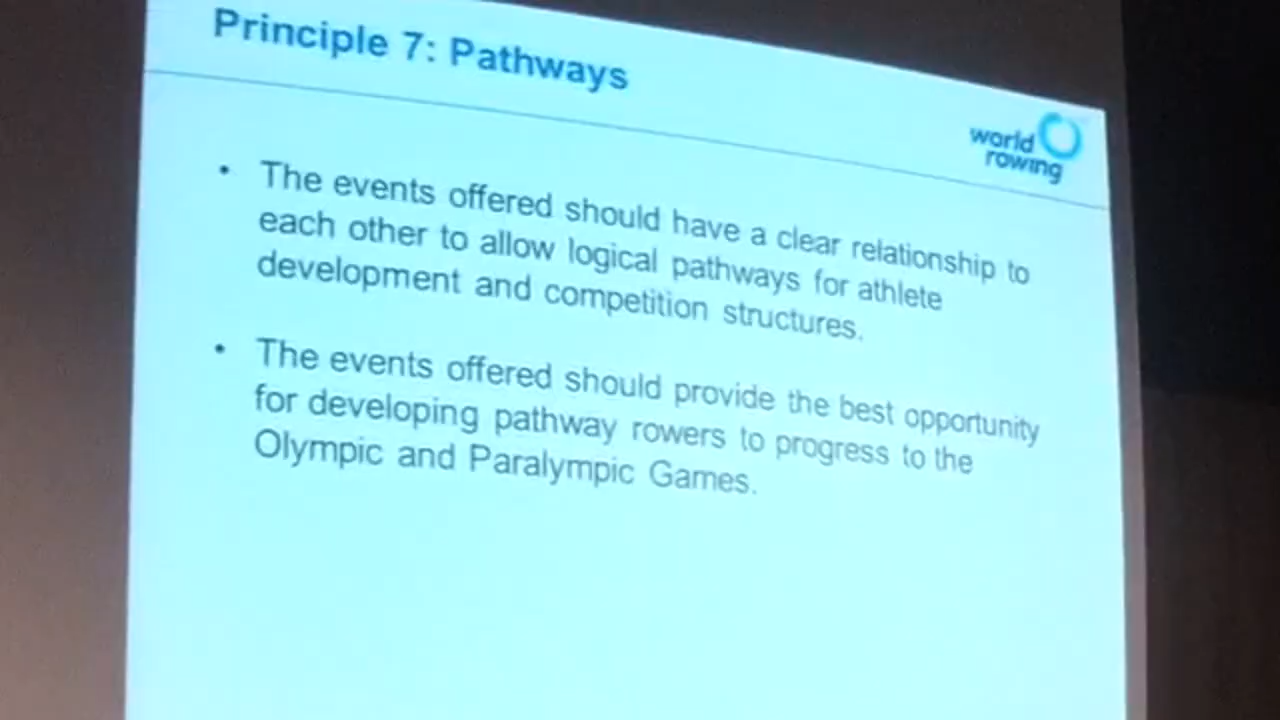 Principle 7: Pathways
world
rowing
• The events offered should have a clear relationship to
each other to allow logical pathways for athlete
development and competition structures.
• The events offered should provide the best opportunity
for developing pathway rowers to progress to the
Olympic and Paralympic Games.